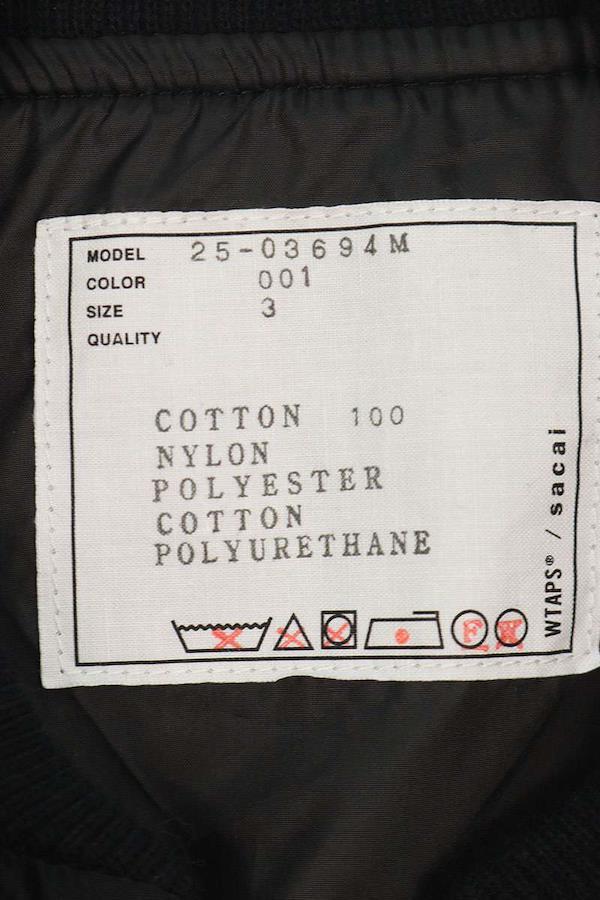 MODEL 25-03694M
COLOR 001
SIZE 3
QUALITY
COTTON 100
NYLON
POLYESTER
COTTON
POLYURETHANE
F W
WTAPS® / sacai